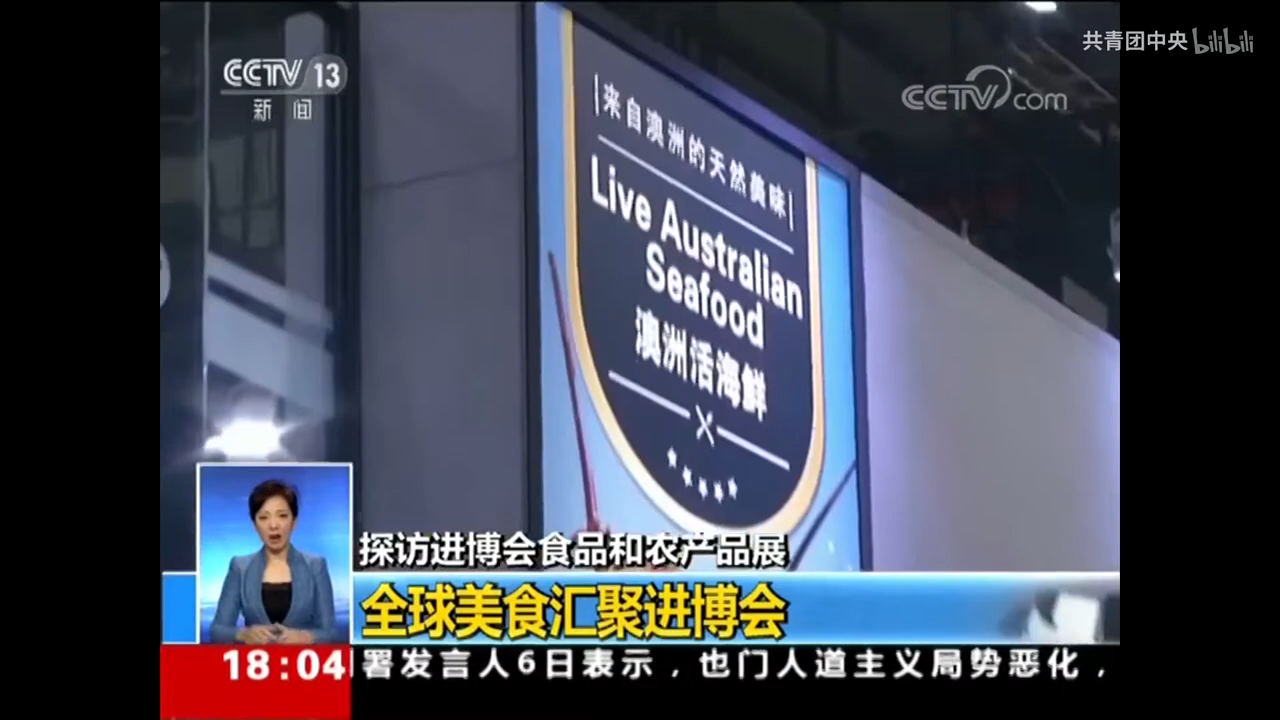 共青团中央 bilibili
CCTV 13
新闻
CCTV.com
来自澳洲的天然美味
Live Australian
Seafood
澳洲活海鲜
探访进博会食品和农产品展
全球美食汇聚进博会
18:04
署发言人6日表示，也门人道主义局势恶化，